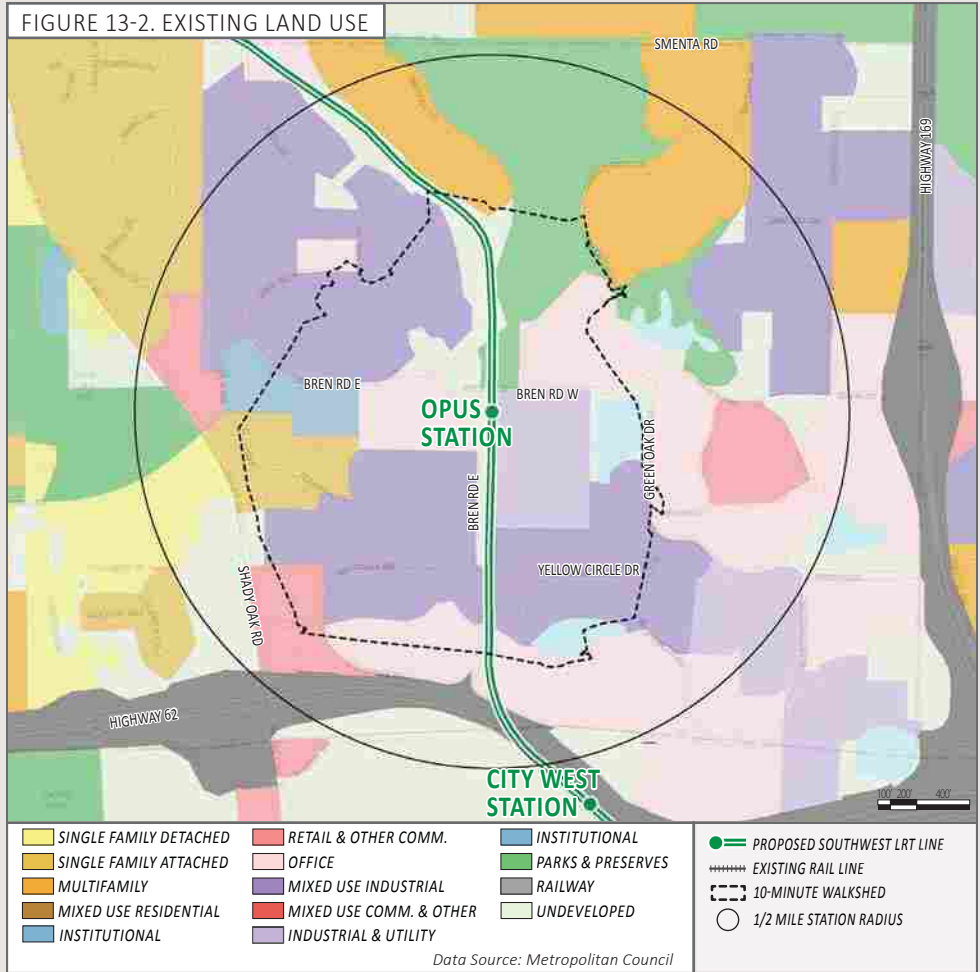 FIGURE 13-2. EXISTING LAND USE
SMENTA RD
HIGHWAY 169
BREN RD E
BREN RD W
OPUS
STATION
GREEN OAK DR
BREN RD E
YELLOW CIRCLE DR
SHADY OAK RD
HIGHWAY 62
CITY WEST
STATION
100' 200' 400'
SINGLE FAMILY DETACHED
SINGLE FAMILY ATTACHED
MULTIFAMILY
MIXED USE RESIDENTIAL
INSTITUTIONAL
RETAIL & OTHER COMM.
OFFICE
MIXED USE INDUSTRIAL
MIXED USE COMM. & OTHER
INDUSTRIAL & UTILITY
INSTITUTIONAL
PARKS & PRESERVES
RAILWAY
UNDEVELOPED
Data Source: Metropolitan Council
PROPOSED SOUTHWEST LRT LINE
EXISTING RAIL LINE
10-MINUTE WALKSHED
1/2 MILE STATION RADIUS